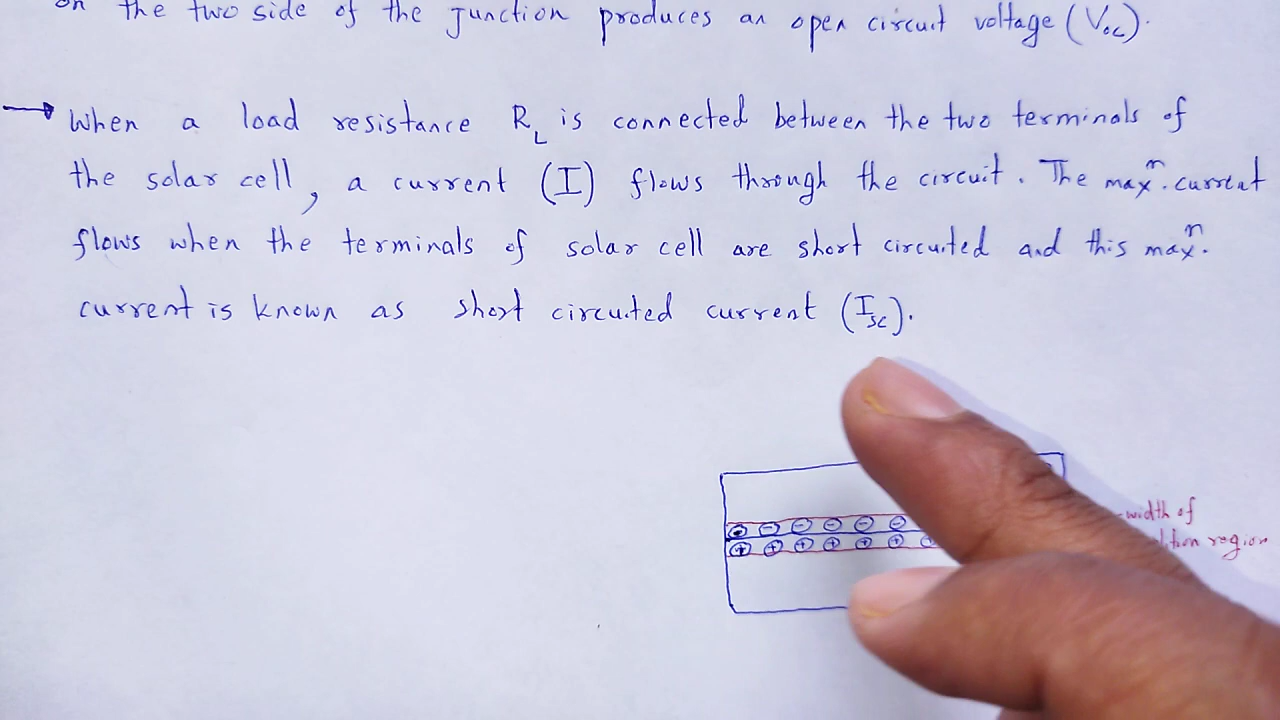 on the two side of the junction produces an open circuit voltage (Voc).
→ When a load resistance RL is connected between the two terminals of
the solar cell, a current (I) flows through the circuit. The maxᵐ. current
flows when the terminals of solar cell are short circuited and this maxᵐ.
current is known as short circuited current (Isc).
width of
region